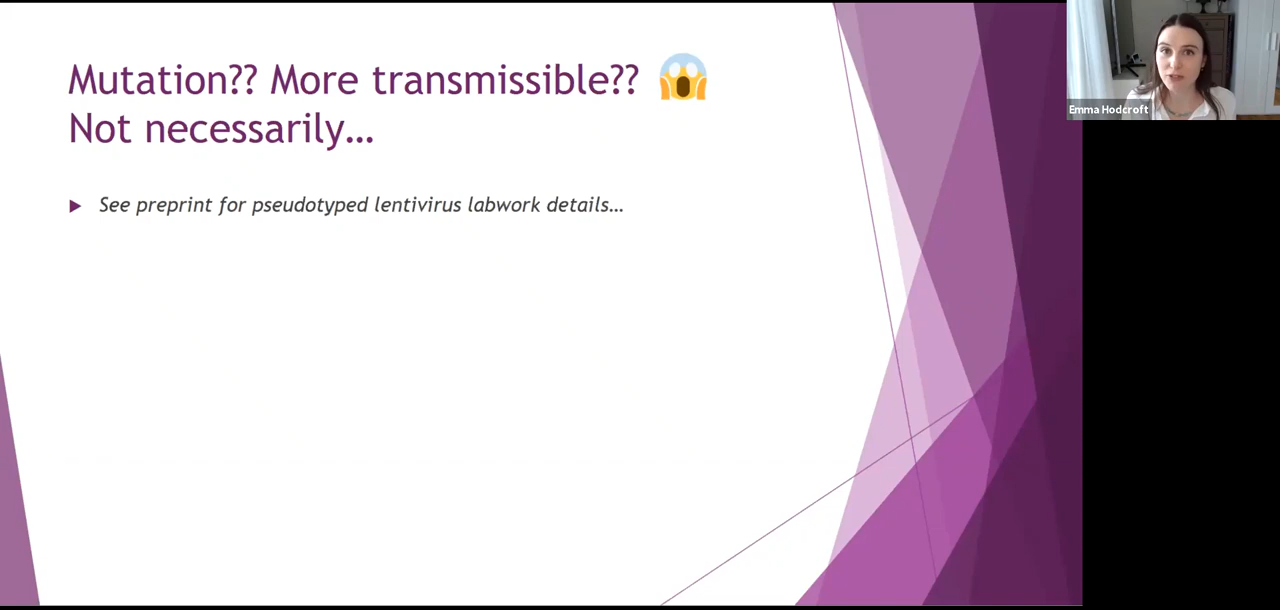 Mutation?? More transmissible?? 😱
Not necessarily…
See preprint for pseudotyped lentivirus labwork details…
Emma Hodcroft